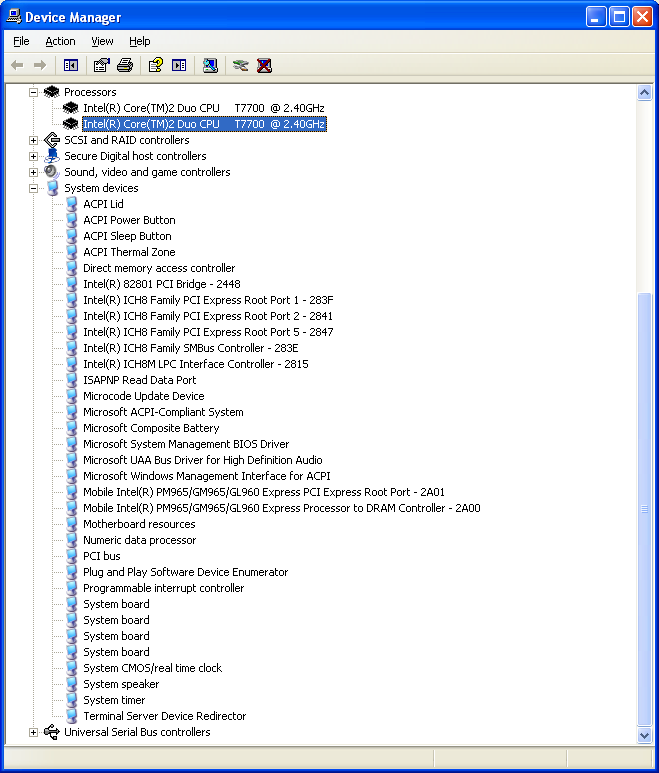 Device Manager
File Action View Help
Processors
Intel(R) Core(TM)2 Duo CPU T7700 @ 2.40GHz
Intel(R) Core(TM)2 Duo CPU T7700 @ 2.40GHz
SCSI and RAID controllers
Secure Digital host controllers
Sound, video and game controllers
System devices
ACPI Lid
ACPI Power Button
ACPI Sleep Button
ACPI Thermal Zone
Direct memory access controller
Intel(R) 82801 PCI Bridge - 2448
Intel(R) ICH8 Family PCI Express Root Port 1 - 283F
Intel(R) ICH8 Family PCI Express Root Port 2 - 2841
Intel(R) ICH8 Family PCI Express Root Port 5 - 2847
Intel(R) ICH8 Family SMBus Controller - 283E
Intel(R) ICH8M LPC Interface Controller - 2815
ISAPNP Read Data Port
Microcode Update Device
Microsoft ACPI-Compliant System
Microsoft Composite Battery
Microsoft System Management BIOS Driver
Microsoft UAA Bus Driver for High Definition Audio
Microsoft Windows Management Interface for ACPI
Mobile Intel(R) PM965/GM965/GL960 Express PCI Express Root Port - 2A01
Mobile Intel(R) PM965/GM965/GL960 Express Processor to DRAM Controller - 2A00
Motherboard resources
Numeric data processor
PCI bus
Plug and Play Software Device Enumerator
Programmable interrupt controller
System board
System board
System board
System board
System CMOS/real time clock
System speaker
System timer
Terminal Server Device Redirector
Universal Serial Bus controllers